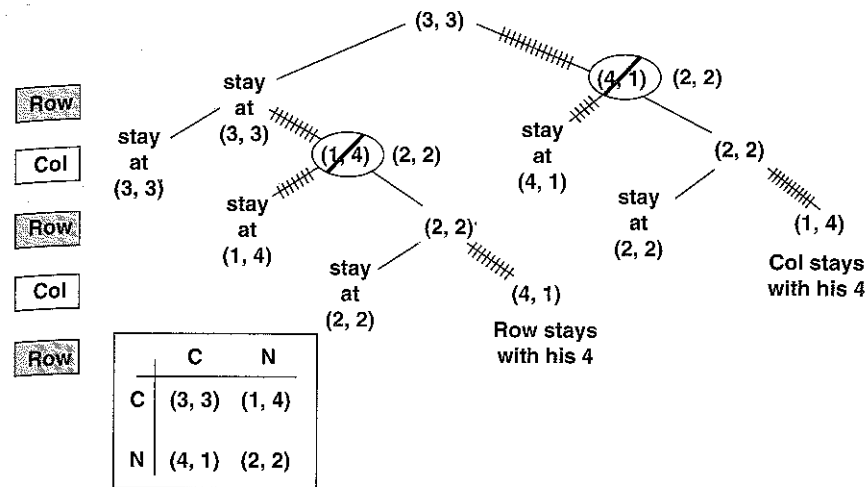 (3, 3)
stay
at
(3, 3)
(4, 1) (2, 2)
Row
stay
at
(3, 3)
(1, 4) (2, 2)
stay
at
(4, 1)
(2, 2)
Col
stay
at
(1, 4)
(2, 2)
stay
at
(2, 2)
(1, 4)
Col stays
with his 4
Row
stay
at
(2, 2)
(4, 1)
Row stays
with his 4
Col
Row
C N
C (3, 3) (1, 4)
N (4, 1) (2, 2)